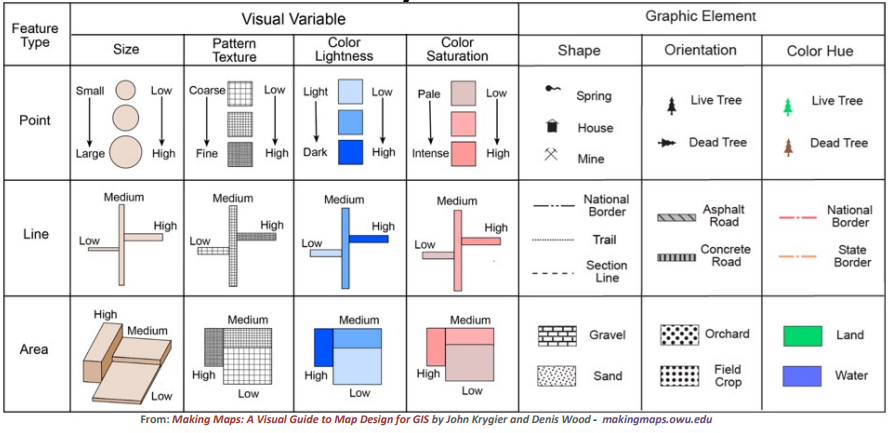 Feature
Type
Visual Variable
Graphic Element
Size
Pattern
Texture
Color
Lightness
Color
Saturation
Shape
Orientation
Color Hue
Point
Small
Low
Large
High
Coarse
Low
Fine
High
Light
Low
Dark
High
Pale
Low
Intense
High
Spring
House
Mine
Live Tree
Dead Tree
Live Tree
Dead Tree
Line
Medium
High
Low
Medium
High
Low
Medium
High
Low
Medium
High
Low
National
Border
Trail
Section
Line
Asphalt
Road
Concrete
Road
National
Border
State
Border
Area
High
Medium
Low
Medium
High
Low
Medium
High
Low
Medium
High
Low
Gravel
Sand
Orchard
Field
Crop
Land
Water
From: Making Maps: A Visual Guide to Map Design for GIS by John Krygier and Denis Wood - makingmaps.owu.edu